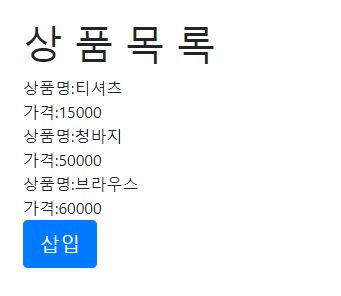 상 품 목 록
상품명:티셔츠
가격:15000
상품명:청바지
가격:50000
상품명:브라우스
가격:60000
삽입